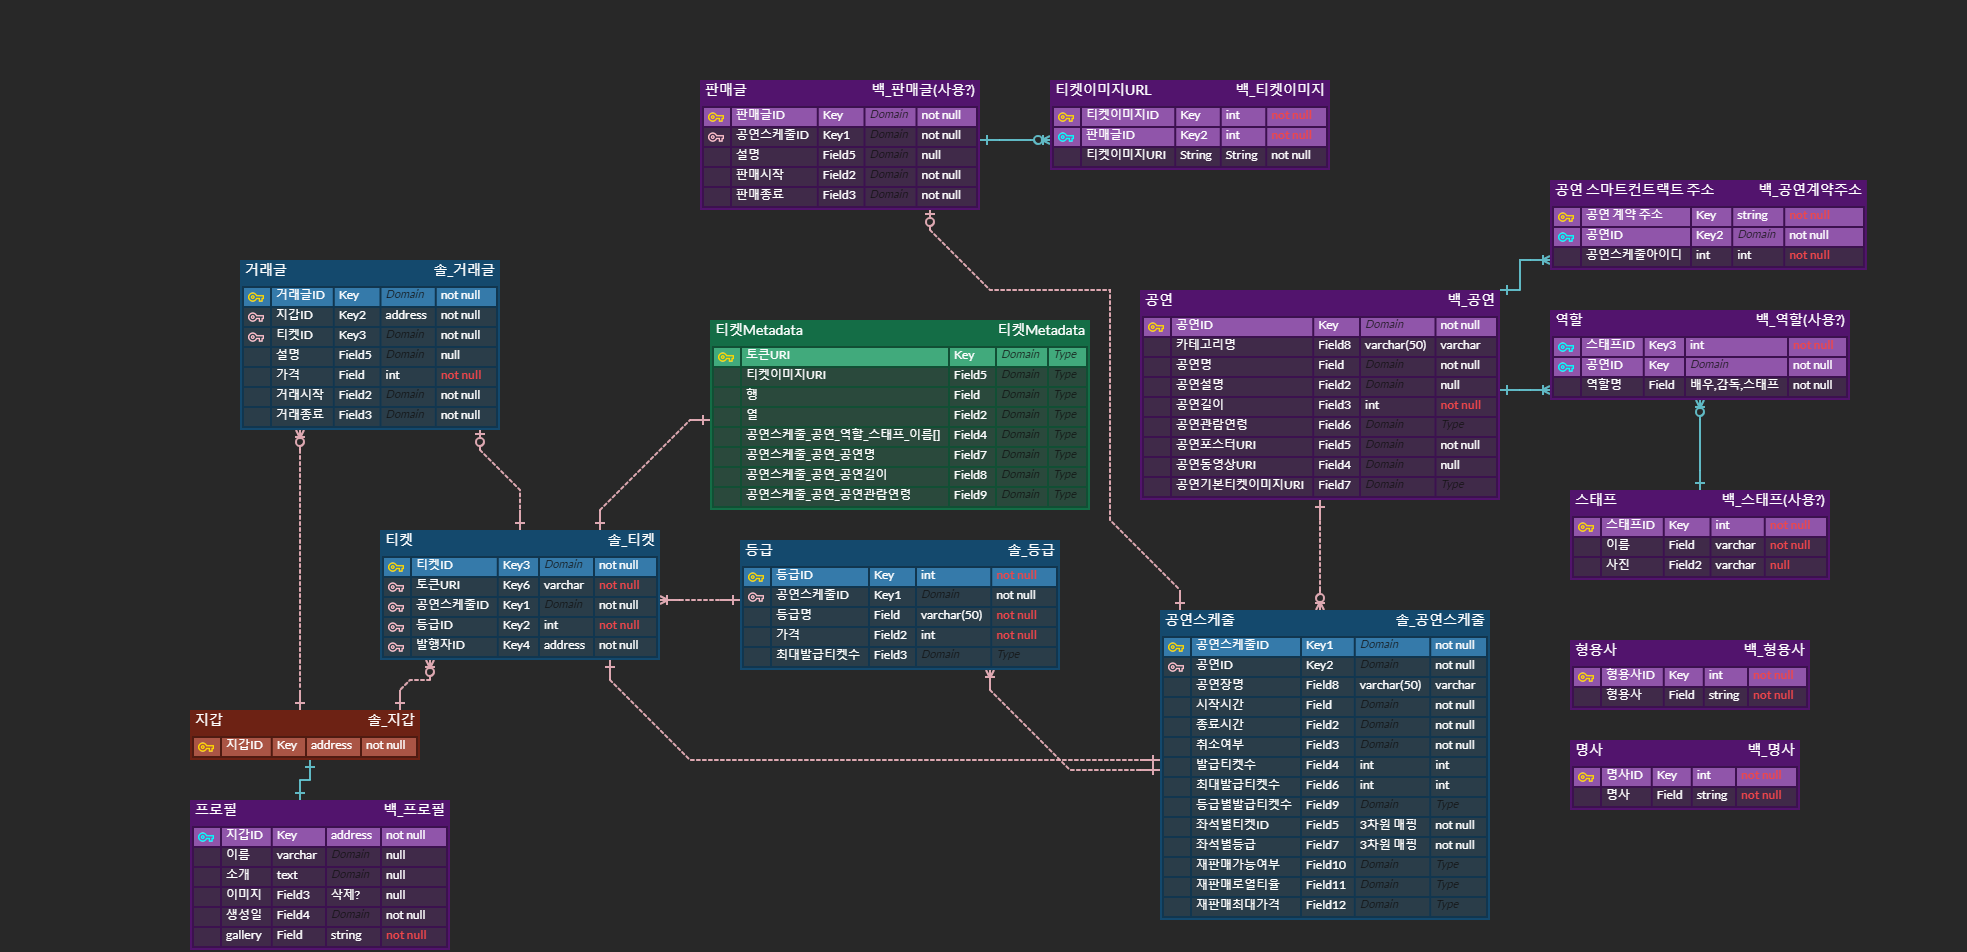 판매글 백_판매글(사용?)
판매글ID Key Domain not null
공연스케줄ID Key1 Domain not null
설명 Field5 Domain null
판매시작 Field2 Domain not null
판매종료 Field3 Domain not null
티켓이미지URL 백_티켓이미지
티켓이미지ID Key int not null
판매글ID Key2 int not null
티켓이미지URI String String not null
공연 스마트컨트랙트 주소 백_공연계약주소
공연 계약 주소 Key string not null
공연ID Key2 Domain not null
공연스케줄아이디 int int not null
거래글 솔_거래글
거래글ID Key Domain not null
지갑ID Key2 address not null
티켓ID Key3 Domain not null
설명 Field5 Domain null
가격 Field int not null
거래시작 Field2 Domain not null
거래종료 Field3 Domain not null
티켓Metadata 티켓Metadata
토큰URI Key Domain Type
티켓이미지URI Field5 Domain Type
행 Field Domain Type
열 Field2 Domain Type
공연스케줄_공연_역할_스태프_이름[] Field4 Domain Type
공연스케줄_공연_공연명 Field7 Domain Type
공연스케줄_공연_공연길이 Field8 Domain Type
공연스케줄_공연_공연관람연령 Field9 Domain Type
공연 백_공연
공연ID Key Domain not null
카테고리명 Field8 varchar(50) varchar
공연명 Field Domain not null
공연설명 Field2 Domain null
공연길이 Field3 int not null
공연관람연령 Field6 Domain Type
공연포스터URI Field5 Domain not null
공연동영상URI Field4 Domain null
공연기본티켓이미지URI Field7 Domain Type
역할 백_역할(사용?)
스태프ID Key3 int not null
공연ID Key Domain not null
역할명 Field 배우,감독,스태프 not null
스태프 백_스태프(사용?)
스태프ID Key int not null
이름 Field varchar not null
사진 Field2 varchar null
티켓 솔_티켓
티켓ID Key3 Domain not null
토큰URI Key6 varchar not null
공연스케줄ID Key1 Domain not null
등급ID Key2 int not null
발행자ID Key4 address not null
등급 솔_등급
등급ID Key int not null
공연스케줄ID Key1 Domain not null
등급명 Field varchar(50) not null
가격 Field2 int not null
최대발급티켓수 Field3 Domain Type
공연스케줄 솔_공연스케줄
공연스케줄ID Key1 Domain not null
공연ID Key2 Domain not null
공연장명 Field8 varchar(50) varchar
시작시간 Field Domain not null
종료시간 Field2 Domain not null
취소여부 Field3 Domain not null
발급티켓수 Field4 int int
최대발급티켓수 Field6 int int
등급별발급티켓수 Field9 Domain Type
좌석별티켓ID Field5 3차원 매핑 not null
좌석별등급 Field7 3차원 매핑 not null
재판매가능여부 Field10 Domain Type
재판매로열티율 Field11 Domain Type
재판매최대가격 Field12 Domain Type
형용사 백_형용사
형용사ID Key int not null
형용사 Field string not null
명사 백_명사
명사ID Key int not null
명사 Field string not null
지갑 솔_지갑
지갑ID Key address not null
프로필 백_프로필
지갑ID Key address not null
이름 varchar Domain null
소개 text Domain null
이미지 Field3 삭제? null
생성일 Field4 Domain not null
gallery Field string not null